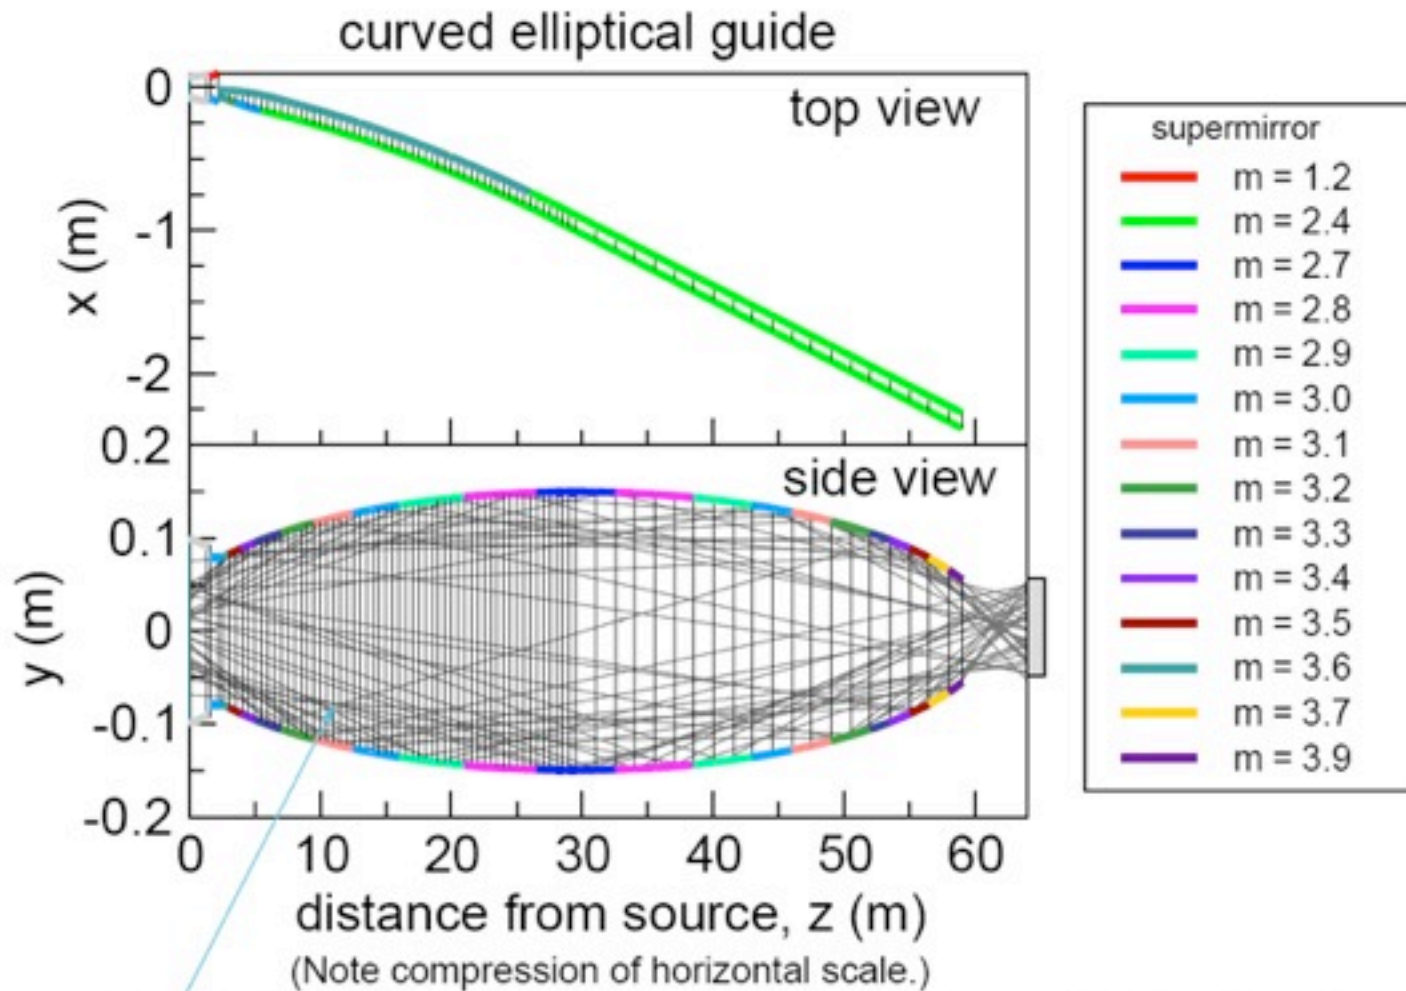 curved elliptical guide
top view
0
-1
-2
x (m)
side view
0.2
0.1
0
-0.1
-0.2
y (m)
0 10 20 30 40 50 60
distance from source, z (m)
(Note compression of horizontal scale.)
supermirror
m = 1.2
m = 2.4
m = 2.7
m = 2.8
m = 2.9
m = 3.0
m = 3.1
m = 3.2
m = 3.3
m = 3.4
m = 3.5
m = 3.6
m = 3.7
m = 3.9